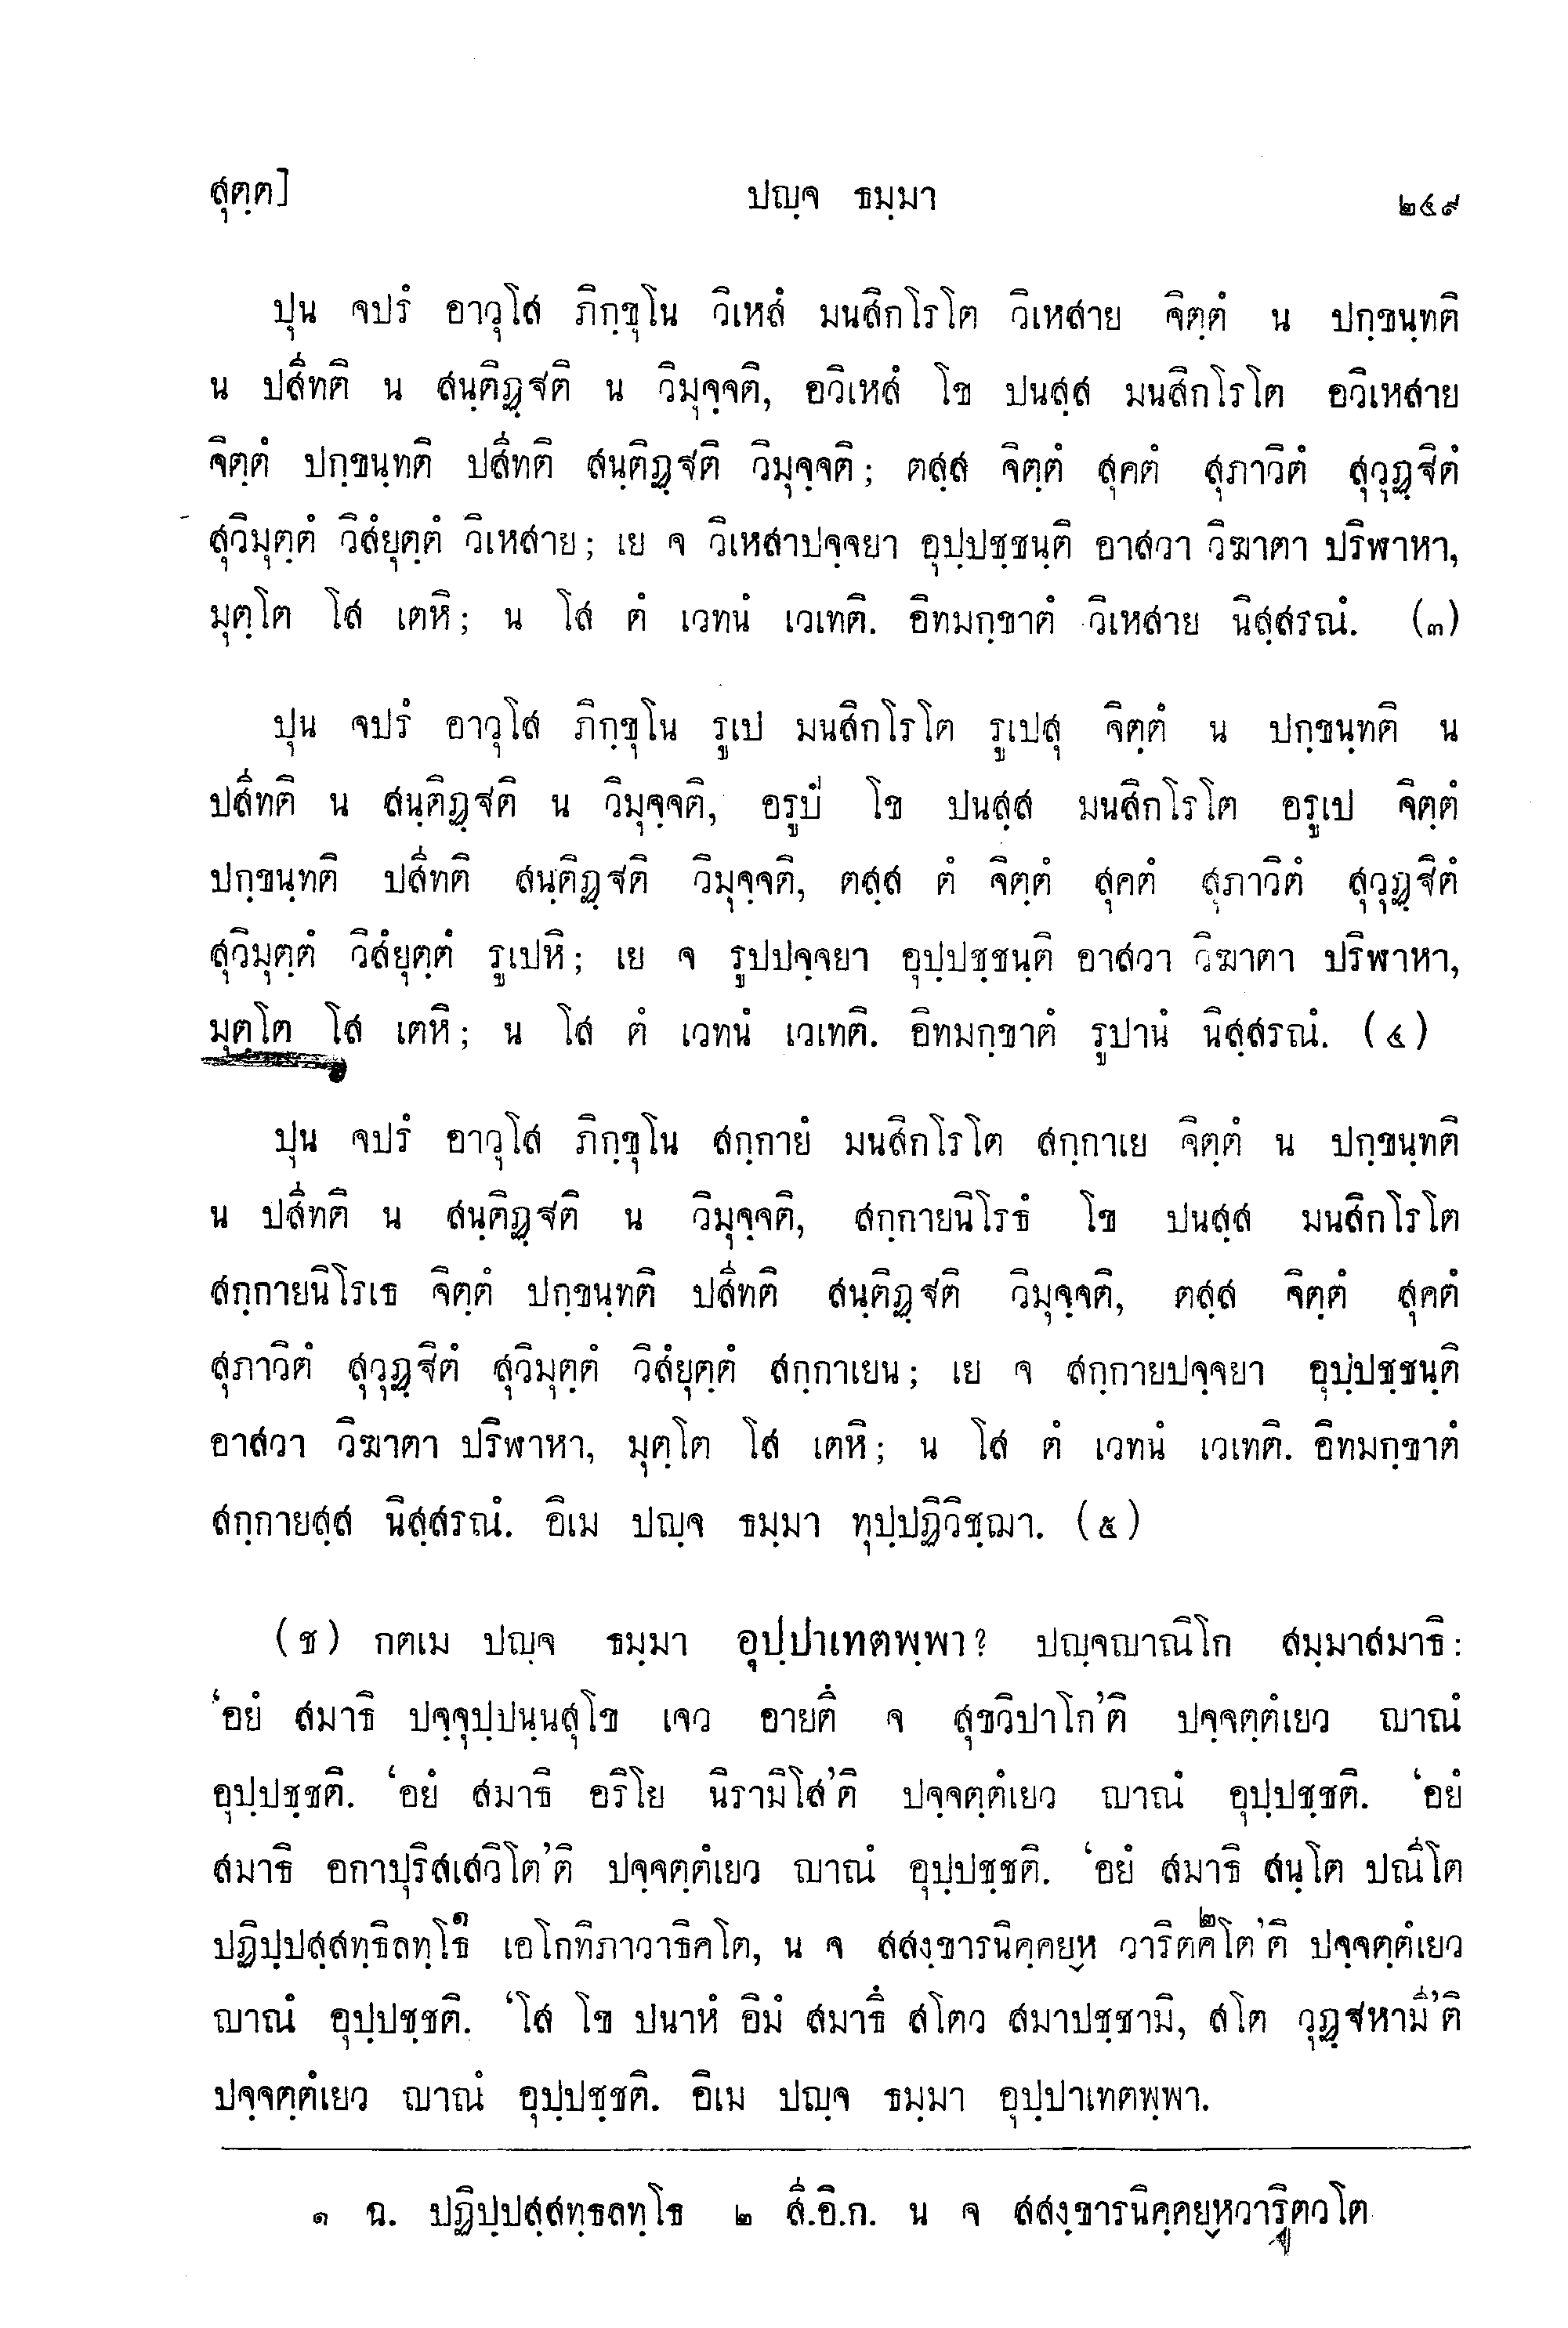 สุตฺต]
ปญฺจ ธมฺมา
๒๔๙
ปุน จปรํ อาวุโส ภิกฺขุโน วิเหสํ มนสิกโรโต วิเหสาย จิตฺตํ น ปกฺขนฺทติ
น ปสีทติ น สนฺติฏฺฐติ น วิมุจฺจติ, อวิเหสํ โข ปนสฺส มนสิกโรโต อวิเหสาย
จิตฺตํ ปกฺขนฺทติ ปสีทติ สนฺติฏฺฐติ วิมุจฺจติ; ตสฺส จิตฺตํ สุคตํ สุภาวิตํ สุวุฏฺฐิตํ
สุวิมุตฺตํ วิสํยุตฺตํ วิเหสาย; เย จ วิเหสาปจฺจยา อุปฺปชฺชนฺติ อาสวา วิฆาตา ปริฬาหา,
มุตฺโต โส เตหิ; น โส ตํ เวทนํ เวเทติ. อิทมกฺขาตํ วิเหสาย นิสฺสรณํ. (๓)
ปุน จปรํ อาวุโส ภิกฺขุโน รูเป มนสิกโรโต รูเปสุ จิตฺตํ น ปกฺขนฺทติ น
ปสีทติ น สนฺติฏฺฐติ น วิมุจฺจติ, อรูปํ โข ปนสฺส มนสิกโรโต อรูเป จิตฺตํ
ปกฺขนฺทติ ปสีทติ สนฺติฏฺฐติ วิมุจฺจติ, ตสฺส ตํ จิตฺตํ สุคตํ สุภาวิตํ สุวุฏฺฐิตํ
สุวิมุตฺตํ วิสํยุตฺตํ รูเปหิ; เย จ รูปปจฺจยา อุปฺปชฺชนฺติ อาสวา วิฆาตา ปริฬาหา,
มุตฺโต โส เตหิ; น โส ตํ เวทนํ เวเทติ. อิทมกฺขาตํ รูปานํ นิสฺสรณํ. (๔)
ปุน จปรํ อาวุโส ภิกฺขุโน สกฺกายํ มนสิกโรโต สกฺกาเย จิตฺตํ น ปกฺขนฺทติ
น ปสีทติ น สนฺติฏฺฐติ น วิมุจฺจติ, สกฺกายนิโรธํ โข ปนสฺส มนสิกโรโต
สกฺกายนิโรเธ จิตฺตํ ปกฺขนฺทติ ปสีทติ สนฺติฏฺฐติ วิมุจฺจติ, ตสฺส จิตฺตํ สุคตํ
สุภาวิตํ สุวุฏฺฐิตํ สุวิมุตฺตํ วิสํยุตฺตํ สกฺกาเยน; เย จ สกฺกายปจฺจยา อุปฺปชฺชนฺติ
อาสวา วิฆาตา ปริฬาหา, มุตฺโต โส เตหิ; น โส ตํ เวทนํ เวเทติ. อิทมกฺขาตํ
สกฺกายสฺส นิสฺสรณํ. อิเม ปญฺจ ธมฺมา ทุปฺปฏิวิชฺฌา. (๕)
(ช) กตเม ปญฺจ ธมฺมา อุปฺปาเทตพฺพา? ปญฺจญาณิโก สมฺมาสมาธิ:
‘อยํ สมาธิ ปจฺจุปฺปนฺนสุโข เจว อายตึ จ สุขวิปาโก’ติ ปจฺจตฺตํเยว ญาณํ
อุปฺปชฺชติ. ‘อยํ สมาธิ อริโย นิรามิโส’ติ ปจฺจตฺตํเยว ญาณํ อุปฺปชฺชติ. ‘อยํ
สมาธิ อกาปุริสเสวิโต’ติ ปจฺจตฺตํเยว ญาณํ อุปฺปชฺชติ. ‘อยํ สมาธิ สนฺโต ปณีโต
ปฏิปฺปสฺสทฺธิลทฺโธ๑ เอโกทิภาวาธิคโต, น จ สสงฺขารนิคฺคยฺห วาริตคโต๒’ติ ปจฺจตฺตํเยว
ญาณํ อุปฺปชฺชติ. ‘โส โข ปนาหํ อิมํ สมาธึ สโตว สมาปชฺชามิ, สโต วุฏฺฐหามี’ติ
ปจฺจตฺตํเยว ญาณํ อุปฺปชฺชติ. อิเม ปญฺจ ธมฺมา อุปฺปาเทตพฺพา.
๑ ฉ. ปฏิปฺปสฺสทฺธลทฺโธ ๒ สี.อิ.ก. น จ สสงฺขารนิคฺคยฺหวาริตวโต